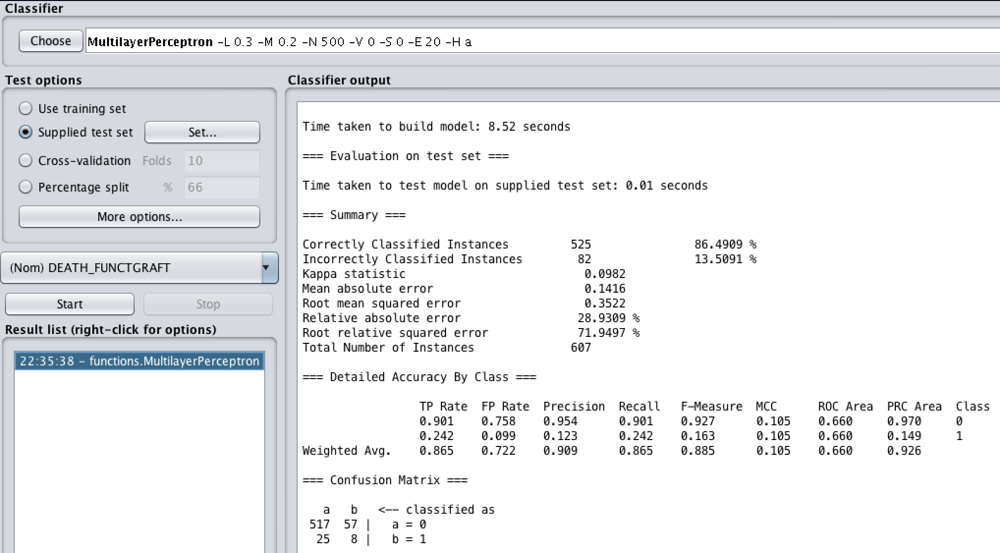 Classifier
Choose MultilayerPerceptron -L 0.3 -M 0.2 -N 500 -V 0 -S 0 -E 20 -H a
Test options
Use training set
Supplied test set Set...
Cross-validation Folds 10
Percentage split % 66
More options...
(Nom) DEATH_FUNCTGRAFT
Start Stop
Result list (right-click for options)
22:35:38 - functions.MultilayerPerceptron
Classifier output
Time taken to build model: 8.52 seconds
=== Evaluation on test set ===
Time taken to test model on supplied test set: 0.01 seconds
=== Summary ===
Correctly Classified Instances 525 86.4909 %
Incorrectly Classified Instances 82 13.5091 %
Kappa statistic 0.0982
Mean absolute error 0.1416
Root mean squared error 0.3522
Relative absolute error 28.9309 %
Root relative squared error 71.9497 %
Total Number of Instances 607
=== Detailed Accuracy By Class ===
TP Rate FP Rate Precision Recall F-Measure MCC ROC Area PRC Area Class
0.901 0.758 0.954 0.901 0.927 0.105 0.660 0.970 0
0.242 0.099 0.123 0.242 0.163 0.105 0.660 0.149 1
Weighted Avg. 0.865 0.722 0.909 0.865 0.885 0.105 0.660 0.926
=== Confusion Matrix ===
a b <-- classified as
517 57 | a = 0
25 8 | b = 1